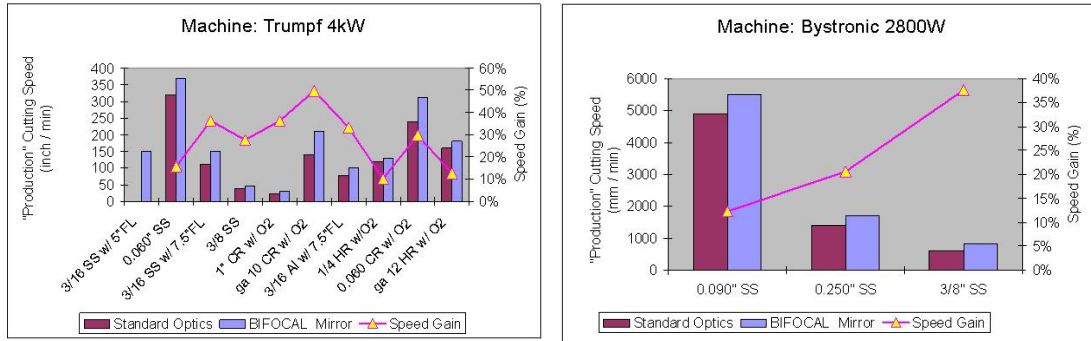 Machine: Trumpf 4kW
"Production" Cutting Speed
(inch / min)
400
350
300
250
200
150
100
50
0
60%
50%
40%
30%
20%
10%
0%
Speed Gain (%)
3/16 SS w/ 5"FL
0.060" SS
3/16 SS w/ 7.5"FL
3/8 SS
1" CR w/ O2
ga 10 CR w/ O2
3/16 Al w/ 7.5"FL
1/4 HR w/O2
0.060 CR w/ O2
ga 12 HR w/ O2
Standard Optics
BIFOCAL Mirror
Speed Gain
Machine: Bystronic 2800W
"Production" Cutting Speed
(mm / min)
6000
5000
4000
3000
2000
1000
0
40%
35%
30%
25%
20%
15%
10%
5%
0%
Speed Gain (%)
0.090" SS
0.250" SS
3/8" SS
Standard Optics
BIFOCAL Mirror
Speed Gain